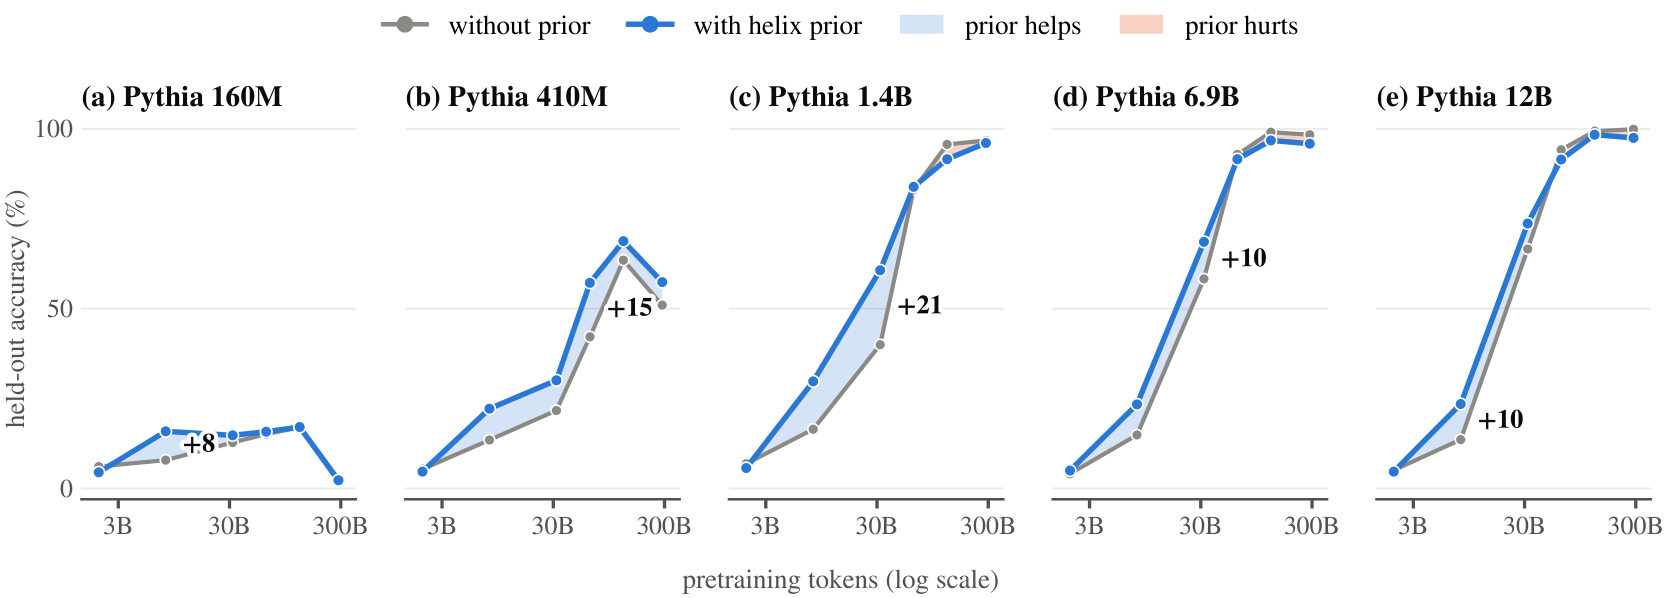 without prior with helix prior prior helps prior hurts
(a) Pythia 160M (b) Pythia 410M (c) Pythia 1.4B (d) Pythia 6.9B (e) Pythia 12B
100
50
0
held-out accuracy (%)
+8
+15
+21
+10
+10
3B 30B 300B 3B 30B 300B 3B 30B 300B 3B 30B 300B 3B 30B 300B
pretraining tokens (log scale)